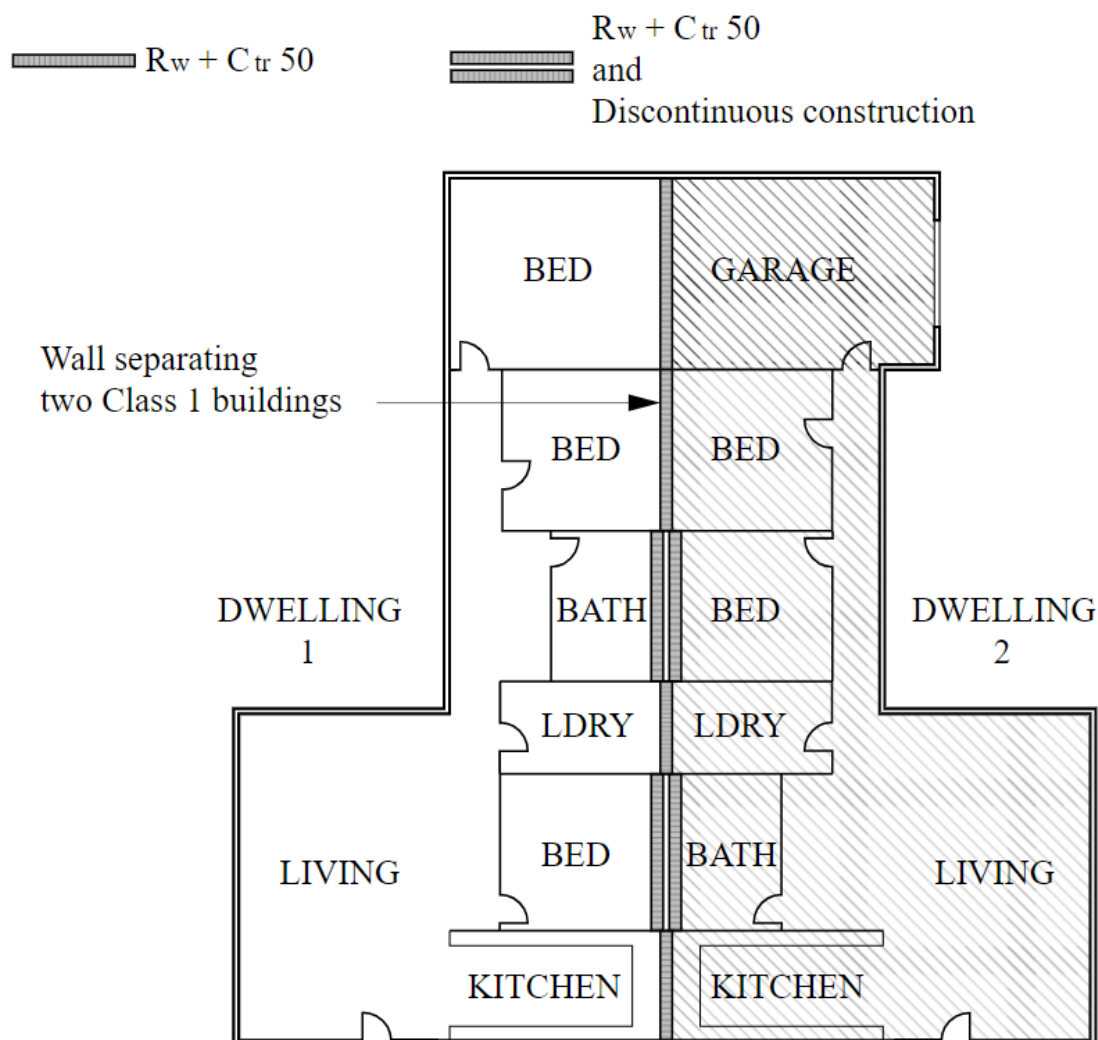 Rw + Ctr 50
Rw + Ctr 50
and
Discontinuous construction
BED
GARAGE
Wall separating
two Class 1 buildings
BED
BED
DWELLING
1
BATH
BED
DWELLING
2
LDRY
LDRY
LIVING
BED
BATH
LIVING
KITCHEN
KITCHEN